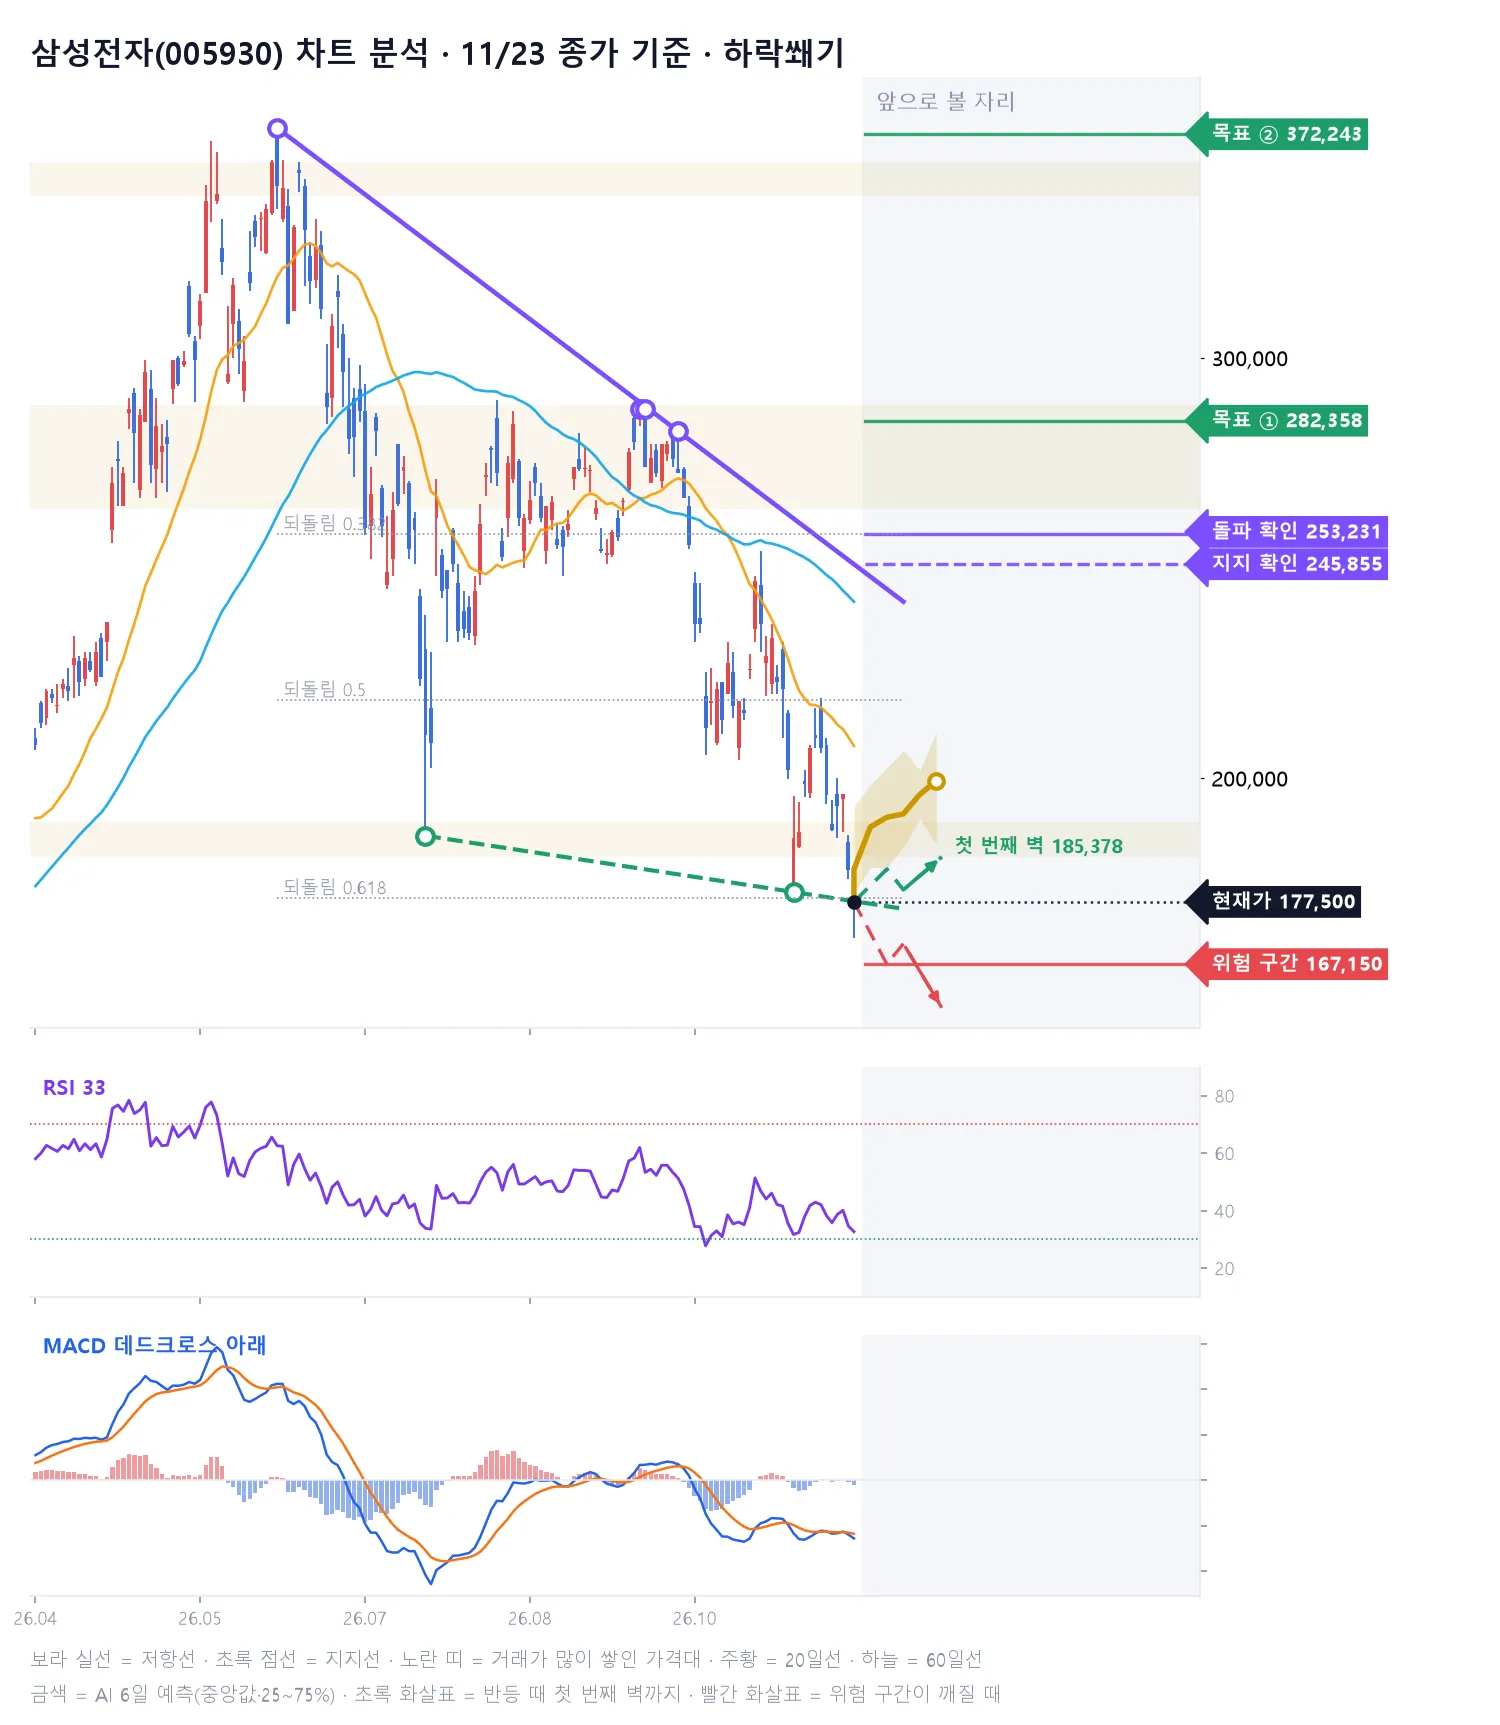 삼성전자(005930) 차트 분석 · 11/23 종가 기준 · 하락쐐기
앞으로 볼 자리
목표 ② 372,243
300,000
목표 ① 282,358
되돌림 0.382
돌파 확인 253,231
지지 확인 245,855
되돌림 0.5
200,000
첫 번째 벽 185,378
되돌림 0.618
현재가 177,500
위험 구간 167,150
RSI 33
80
60
40
20
MACD 데드크로스 아래
26.04 26.05 26.07 26.08 26.10
보라 실선 = 저항선 · 초록 점선 = 지지선 · 노란 띠 = 거래가 많이 쌓인 가격대 · 주황 = 20일선 · 하늘 = 60일선
금색 = AI 6일 예측(중앙값·25~75%) · 초록 화살표 = 반등 때 첫 번째 벽까지 · 빨간 화살표 = 위험 구간이 깨질 때